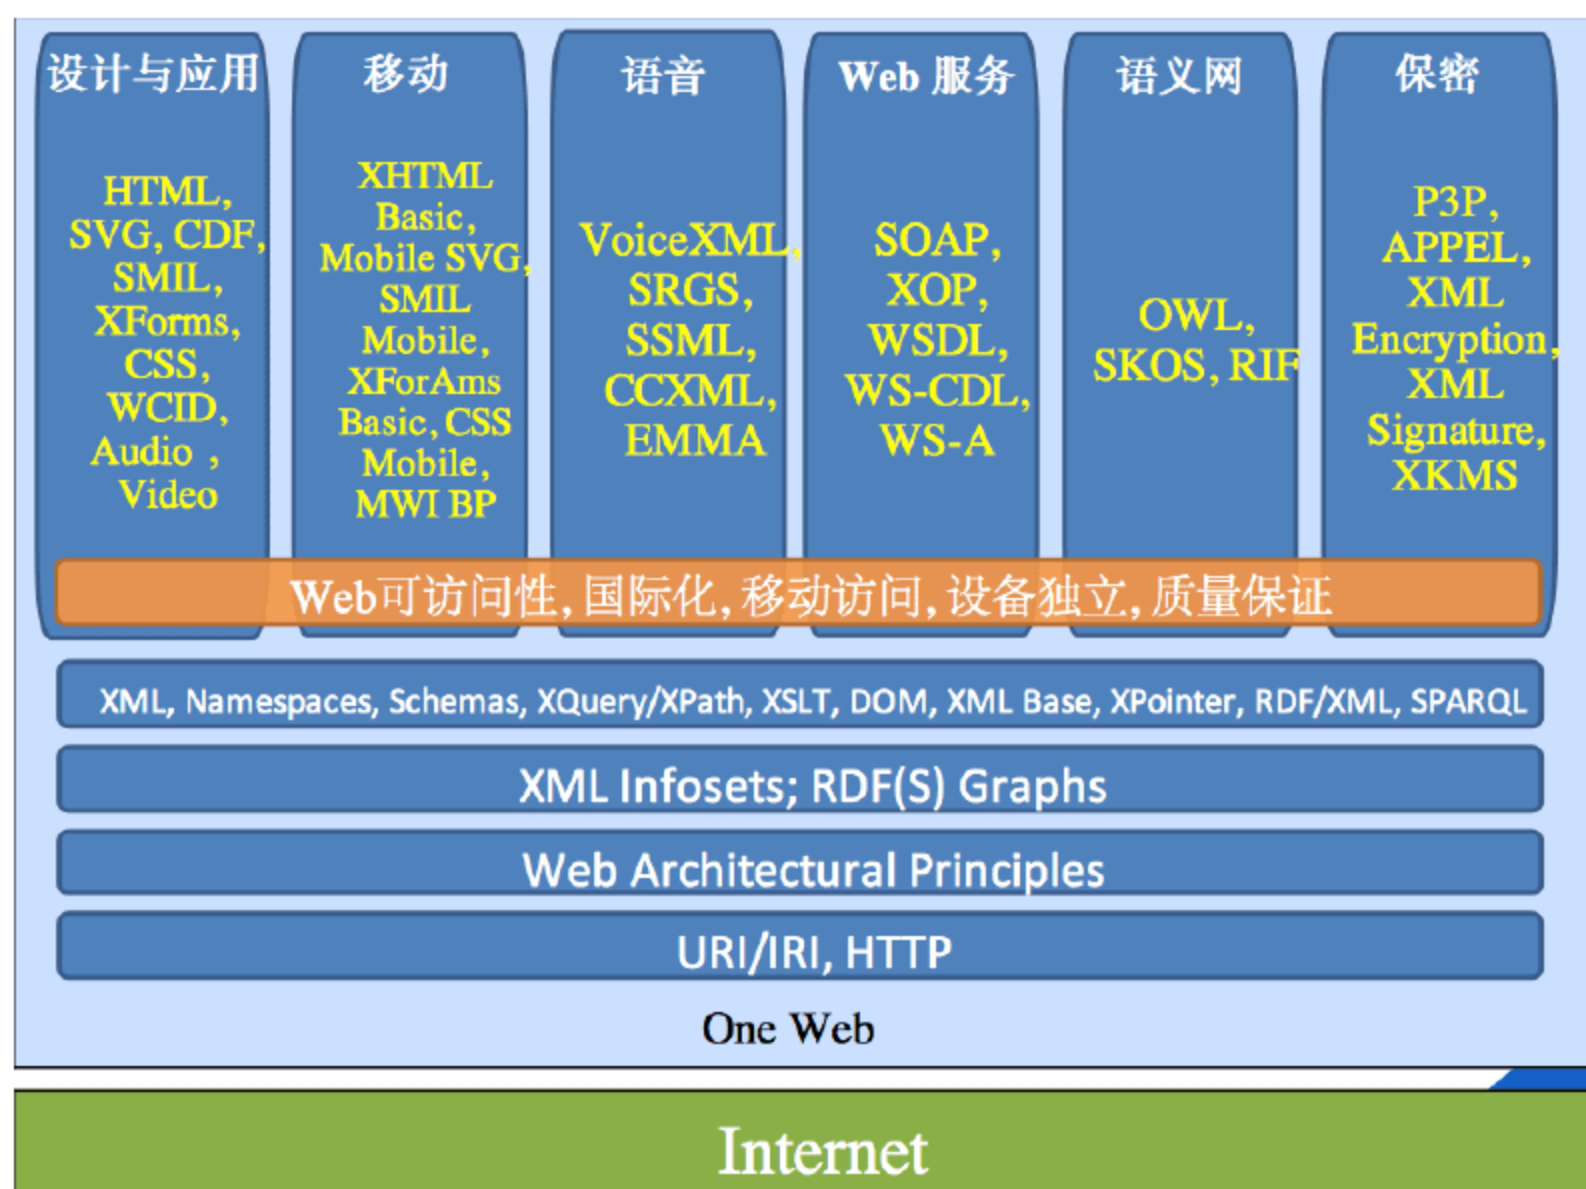 设计与应用
HTML,
SVG, CDF,
SMIL,
XForms,
CSS,
WCID,
Audio ,
Video
移动
XHTML
Basic,
Mobile SVG,
SMIL
Mobile,
XForAms
Basic, CSS
Mobile,
MWI BP
语音
VoiceXML,
SRGS,
SSML,
CCXML,
EMMA
Web 服务
SOAP,
XOP,
WSDL,
WS-CDL,
WS-A
语义网
OWL,
SKOS, RIF
保密
P3P,
APPEL,
XML
Encryption,
XML
Signature,
XKMS
Web可访问性, 国际化, 移动访问, 设备独立, 质量保证
XML, Namespaces, Schemas, XQuery/XPath, XSLT, DOM, XML Base, XPointer, RDF/XML, SPARQL
XML Infosets; RDF(S) Graphs
Web Architectural Principles
URI/IRI, HTTP
One Web
Internet